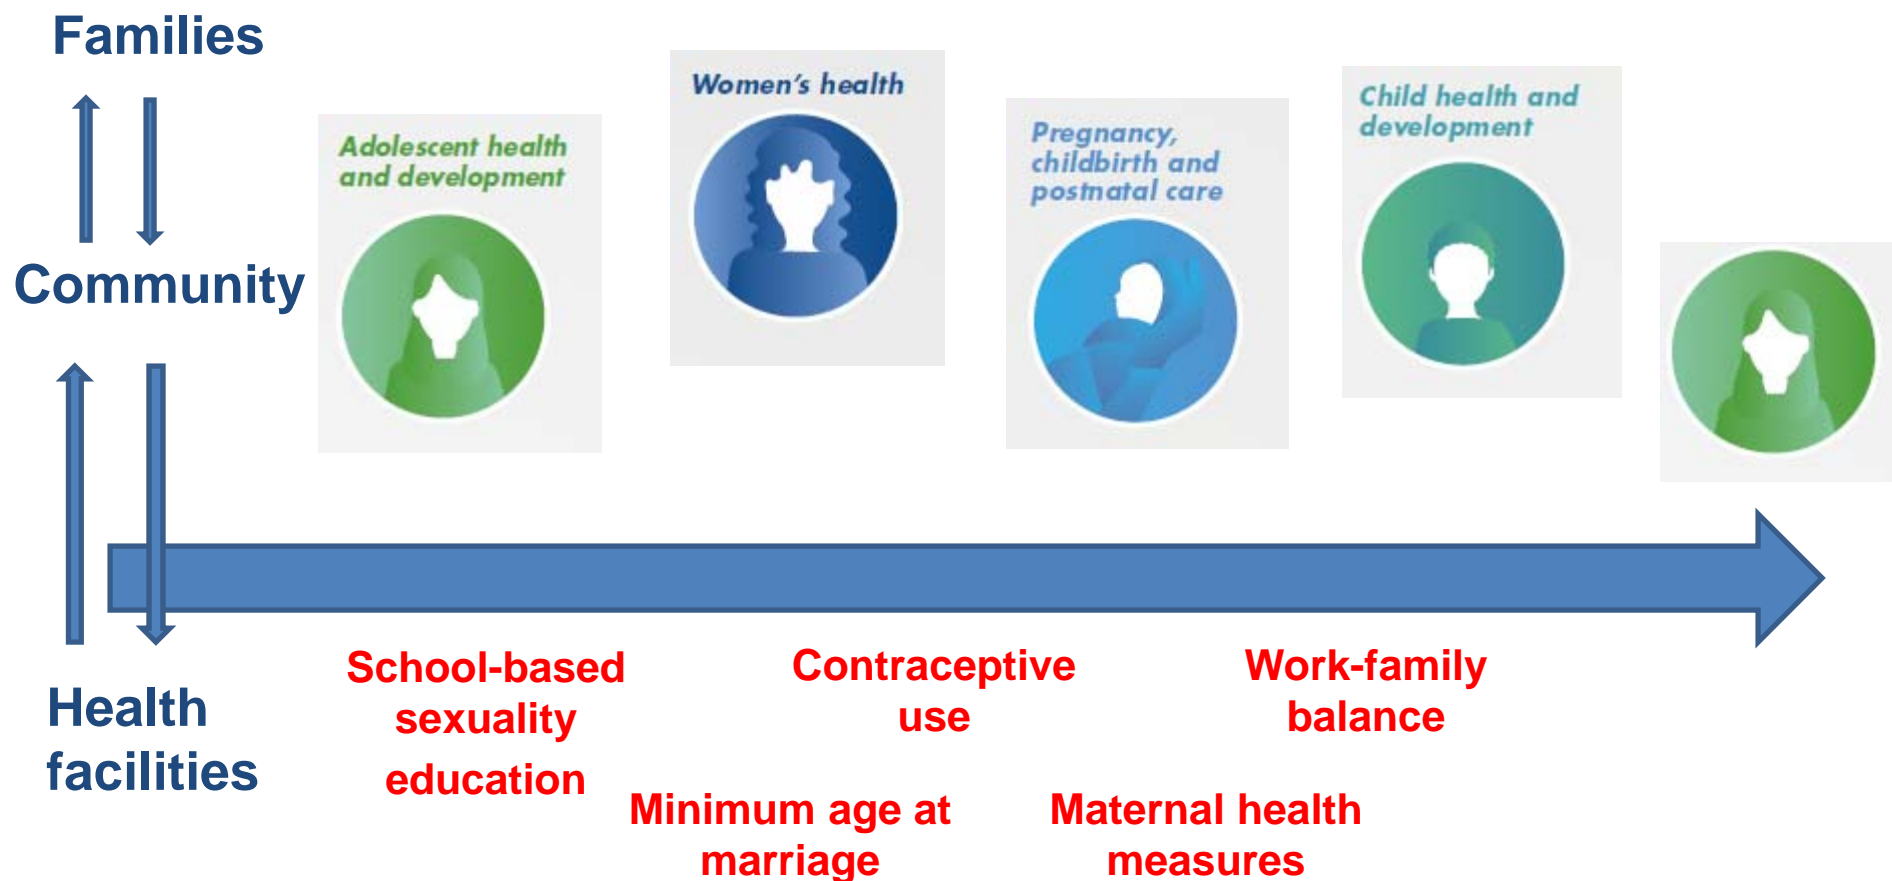 Families
Community
Health
facilities
Adolescent health
and development
Women's health
Pregnancy,
childbirth and
postnatal care
Child health and
development
School-based
sexuality
education
Contraceptive
use
Work-family
balance
Minimum age at
marriage
Maternal health
measures